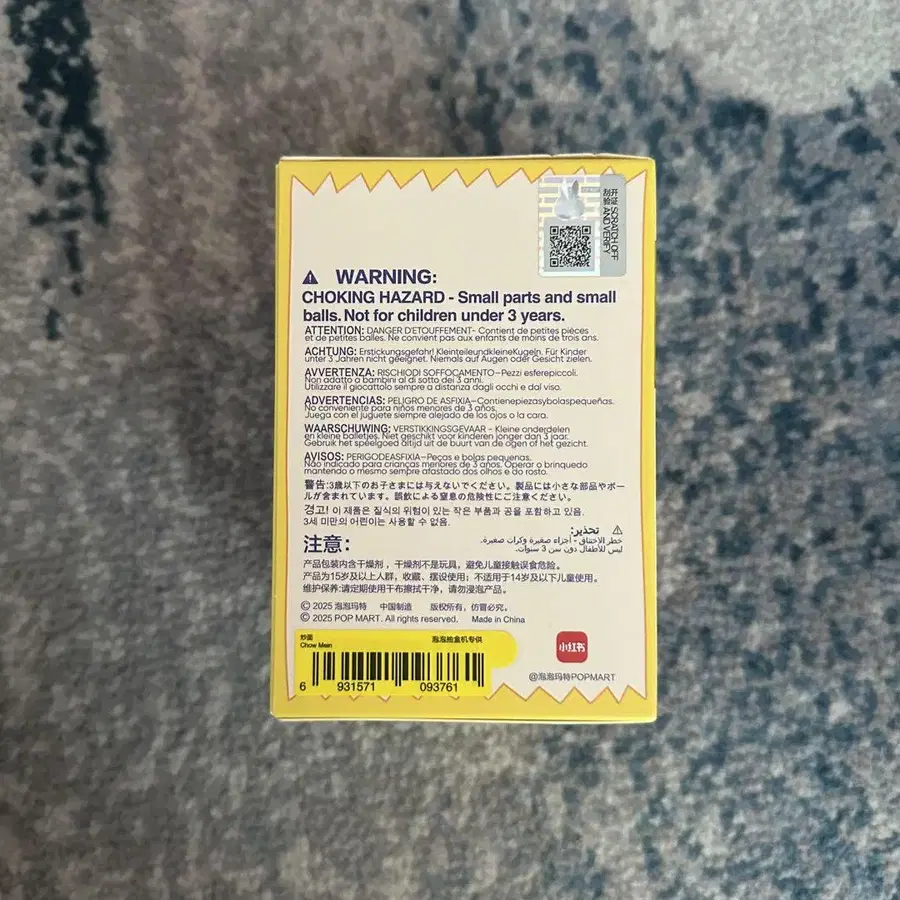 开证 SCRATCH OFF
刮验 AND VERIFY
WARNING:
CHOKING HAZARD - Small parts and small
balls. Not for children under 3 years.
ATTENTION: DANGER D'ETOUFFEMENT- Contient de petites pièces
et de petites balles. Ne convient pas aux enfants de moins de trois ans.
ACHTUNG: Erstickungsgefahr! KleinteileundkleineKugeln. Für Kinder
unter 3 Jahren nicht geeignet. Niemals auf Augen oder Gesicht zielen.
AVVERTENZA: RISCHIODI SOFFOCAMENTO-Pezzi esferepiccoli.
Non adatto a bambini al di sotto dei 3 anni.
Utilizzare il giocattolo sempre a distanza dagli occhi e dal viso.
ADVERTENCIAS: PELIGRO DE ASFIXIA-Contienepiezasybolaspequeñas.
No conveniente para niños menores de 3 años.
Juega con el juguete siempre alejado de los ojos o la cara.
WAARSCHUWING: VERSTIKKINGSGEVAAR - Kleine onderdelen
en kleine balletjes. Niet geschikt voor kinderen jonger dan 3 jaar.
Gebruik het speelgoed altijd uit de buurt van de ogen of het gezicht.
AVISOS: PERIGODEASFIXIA-Peças e bolas pequenas.
Não indicado para crianças menores de 3 años. Operar o brinquedo
mantendo o mesmo sempre afastado dos olhos e do rosto.
警告:3歳以下のお子さまには与えないでください。製品には小さな部品やボー
ルが含まれています。誤飲による窒息の危険性にご注意ください。
경고! 이 제품은 질식의 위험이 있는 작은 부품과 공을 포함하고 있음.
3세 미만의 어린이는 사용할 수 없음.
تحذير:
خطر الاختناق - أجزاء صغيرة وكرات صغيرة.
ليس للأطفال دون سن 3 سنوات.
注意:
产品包装内含干燥剂，干燥剂不是玩具，避免儿童接触误食危险。
产品为15岁及以上人群，收藏、摆设使用；不适用于14岁及以下儿童使用。
维护保养:请定期使用干布擦拭干净，请勿浸泡产品。
© 2025 泡泡玛特 中国制造 版权所有，仿冒必究。
© 2025 POP MART. All rights reserved. Made in China
炒面 泡泡抽盒机专供
Chow Mein
6 931571 093761
小红书
@泡泡玛特POPMART